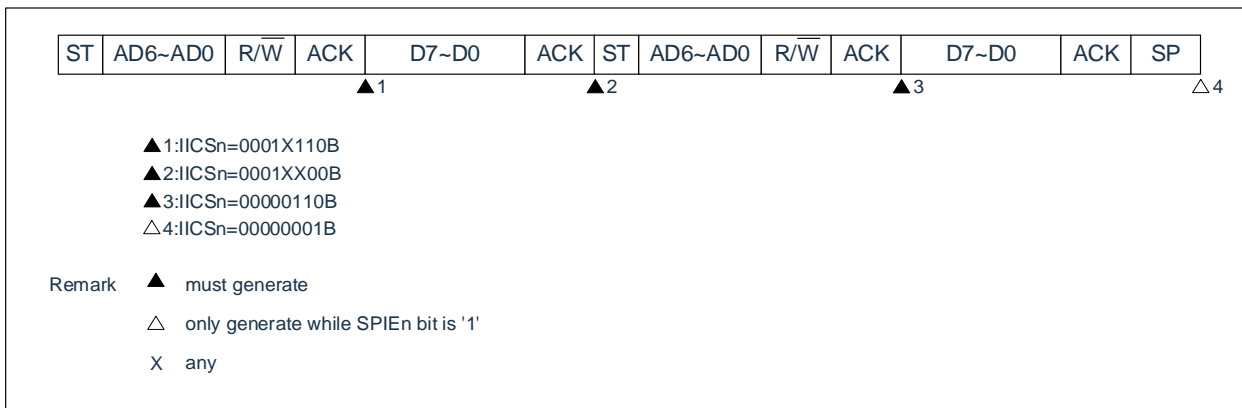 ST AD6~AD0 R/W̅ ACK D7~D0 ACK ST AD6~AD0 R/W̅ ACK D7~D0 ACK SP
▲1 ▲2 ▲3 △4
▲1:IICSn=0001X110B
▲2:IICSn=0001XX00B
▲3:IICSn=00000110B
△4:IICSn=00000001B
Remark ▲ must generate
△ only generate while SPIEn bit is '1'
X any